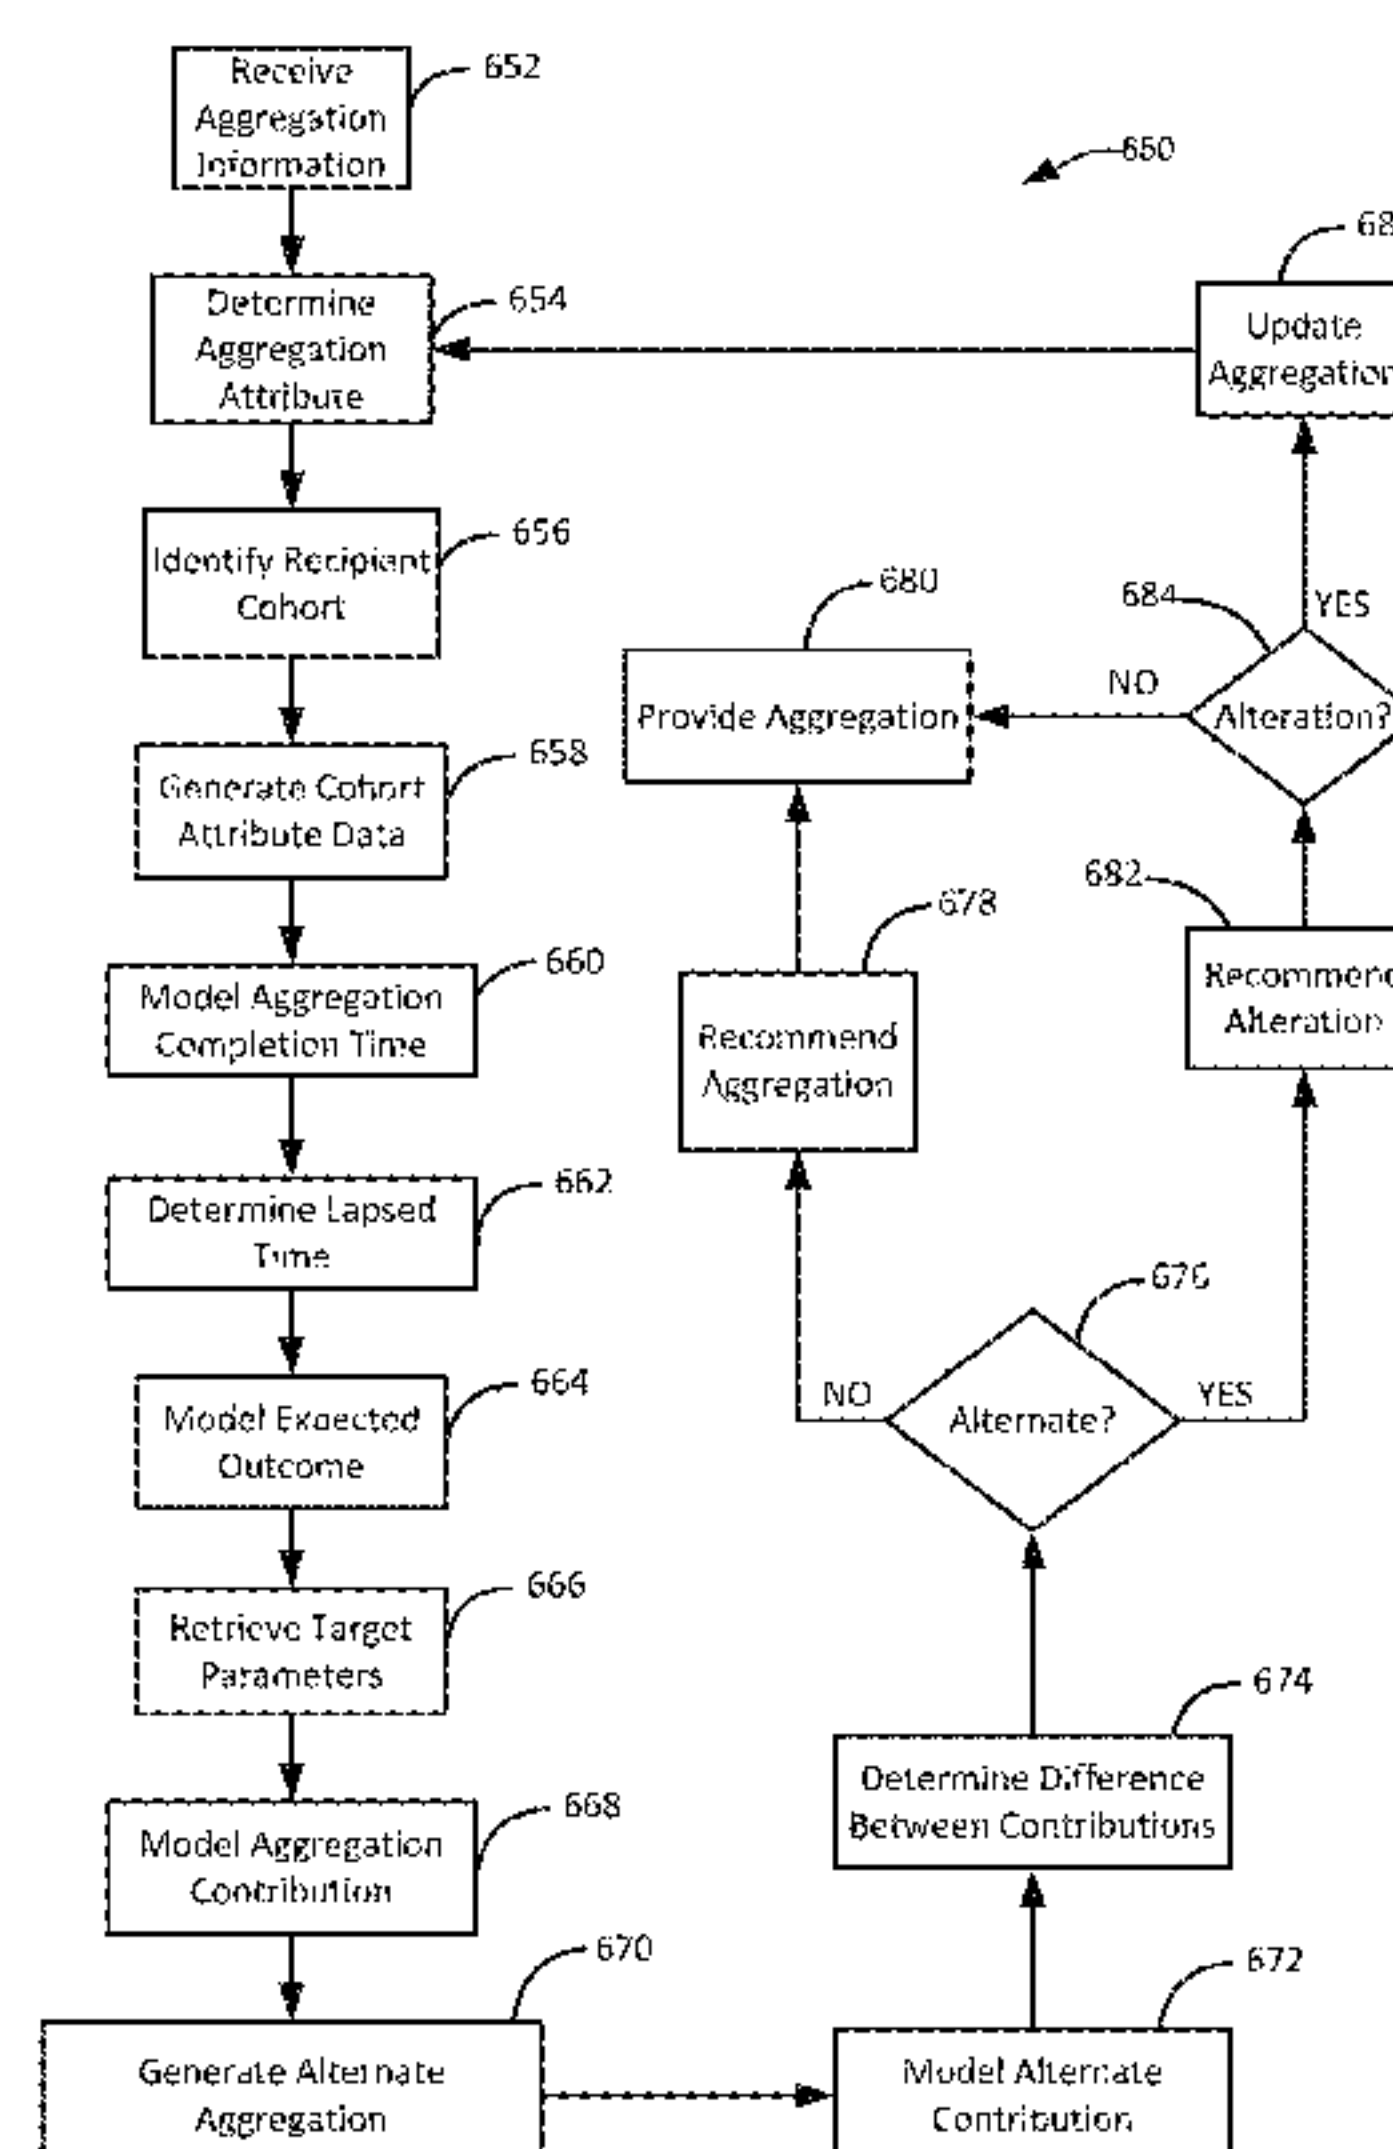 Receive
Aggregation
Information
652
650
Determine
Aggregation
Attribute
654
68
Update
Aggregation
Identify Recipiant
Cohort
656
Generate Cohort
Attribute Data
658
680
Provide Aggregation
684
YES
NO
Alteration?
Model Aggregation
Completion Time
660
678
Recommend
Aggregation
682
Recommend
Alteration
Determine Lapsed
Time
662
Model Expected
Outcome
664
676
NO
Alternate?
YES
Retrieve Target
Parameters
666
674
Determine Difference
Between Contributions
Model Aggregation
Contribution
668
670
Generate Alternate
Aggregation
672
Model Alternate
Contribution